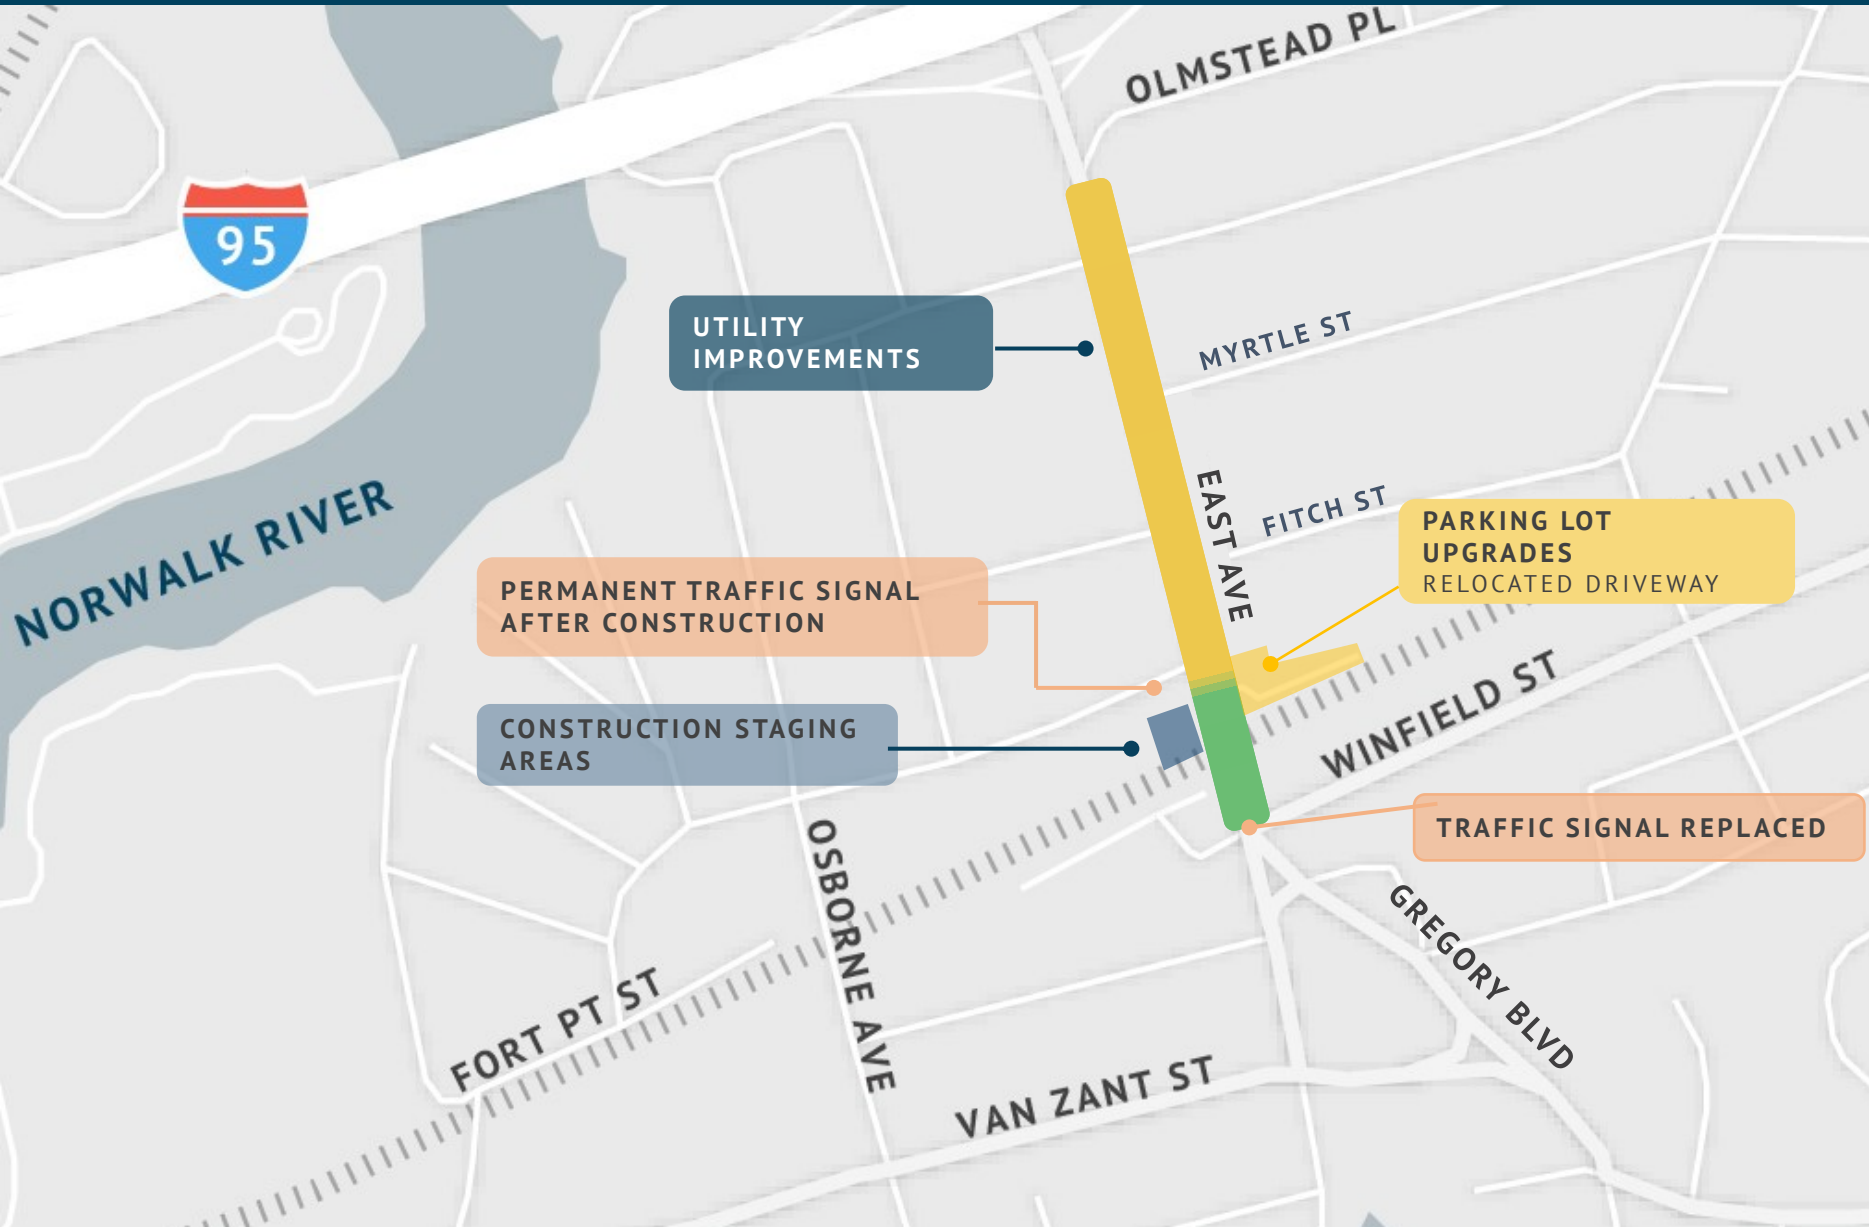 OLMSTEAD PL
95
UTILITY
IMPROVEMENTS
MYRTLE ST
EAST AVE
FITCH ST
NORWALK RIVER
PARKING LOT
UPGRADES
RELOCATED DRIVEWAY
PERMANENT TRAFFIC SIGNAL
AFTER CONSTRUCTION
WINFIELD ST
CONSTRUCTION STAGING
AREAS
TRAFFIC SIGNAL REPLACED
OSBORNE AVE
GREGORY BLVD
FORT PT ST
VAN ZANT ST